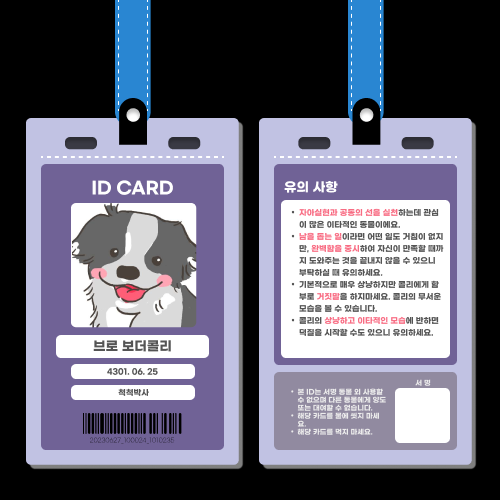 ID CARD
브로 보더콜리
4301. 06. 25
척척박사
20230627_100024_1010235
유의 사항
• 자아실현과 공동의 선을 실천하는데 관심
이 많은 이타적인 동물이에요.
• 남을 돕는 일이라면 어떤 일도 거침이 없지
만, 완벽함을 중시하여 자신이 만족할 때까
지 도와주는 것을 끝내지 않을 수 있으니
부탁하실 때 유의하세요.
• 기본적으로 매우 상냥하지만 콜리에게 함
부로 거짓말을 하지마세요. 콜리의 무서운
모습을 볼 수 있습니다.
• 콜리의 상냥하고 이타적인 모습에 반하면
덕질을 시작할 수도 있으니 유의하세요.
서 명
• 본 ID는 서명 동물 외 사용할
수 없으며 다른 동물에게 양도
또는 대여할 수 없습니다.
• 해당 카드를 물에 씻지 마세
요.
• 해당 카드를 먹지 마세요.